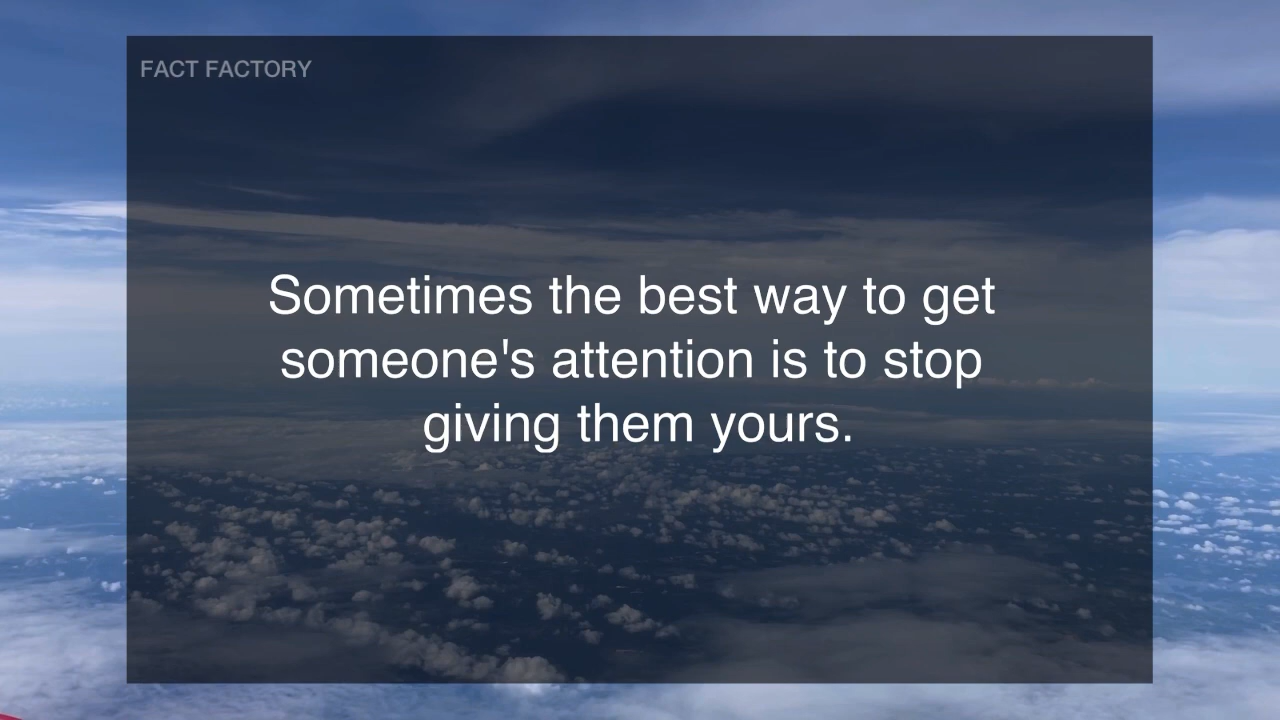 FACT FACTORY
Sometimes the best way to get
someone's attention is to stop
giving them yours.